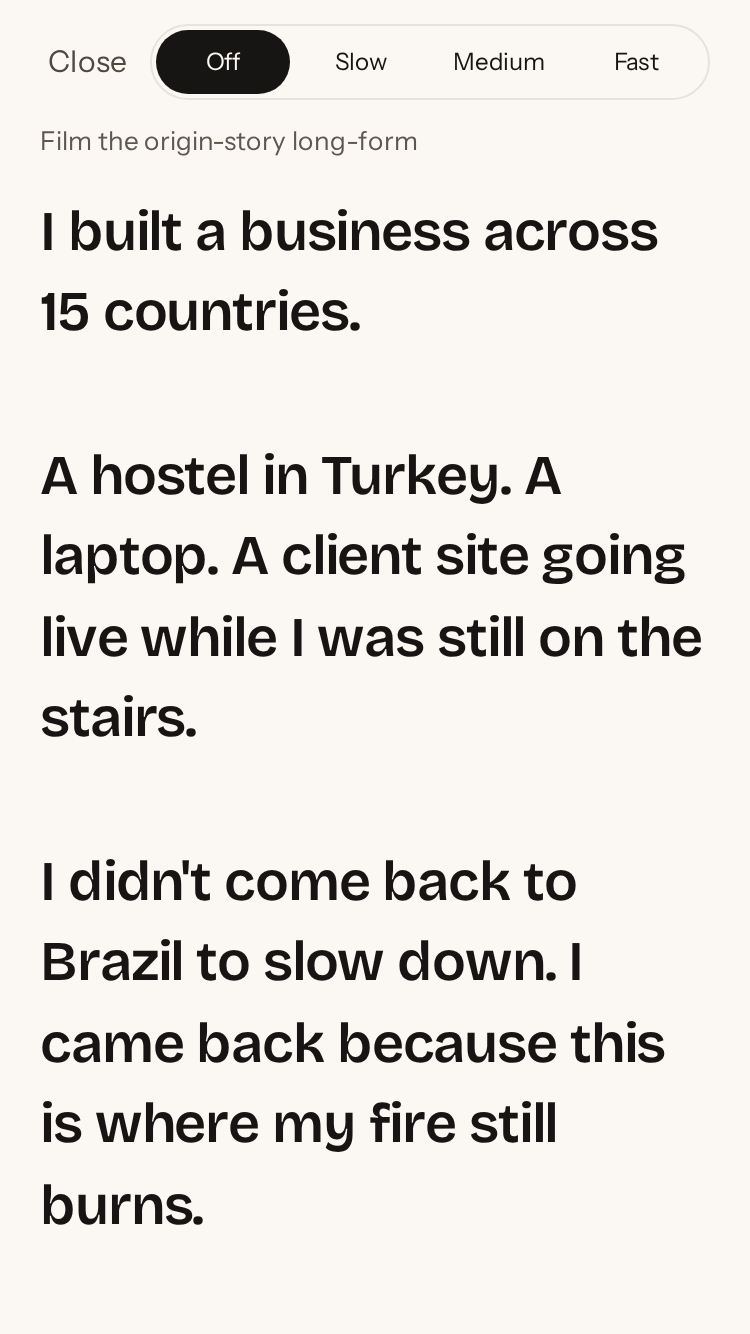 Close Off Slow Medium Fast
Film the origin-story long-form
I built a business across
15 countries.
A hostel in Turkey. A
laptop. A client site going
live while I was still on the
stairs.
I didn't come back to
Brazil to slow down. I
came back because this
is where my fire still
burns.